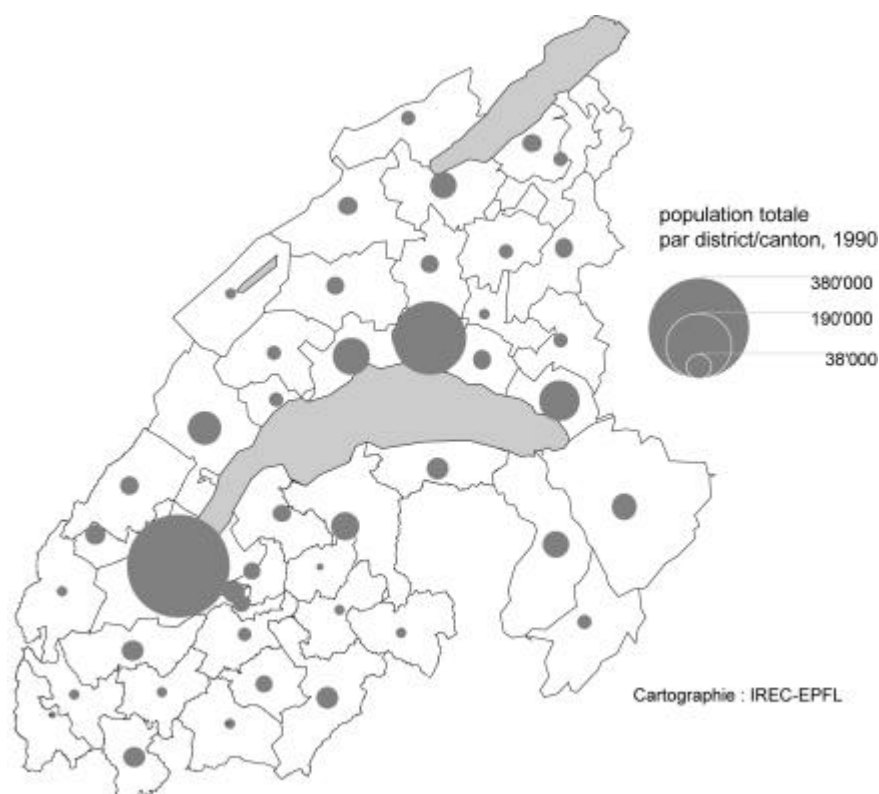 population totale
par district/canton, 1990
380'000
190'000
38'000
Cartographie : IREC-EPFL